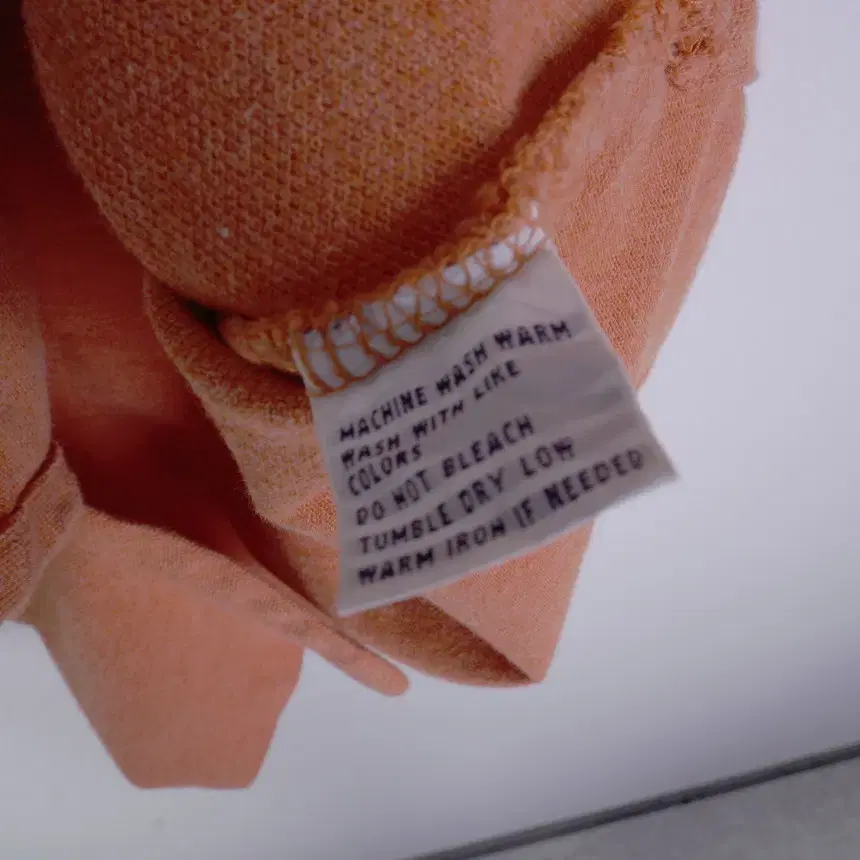 MACHINE WASH WARM
WASH WITH LIKE
COLORS
DO NOT BLEACH
TUMBLE DRY LOW
WARM IRON IF NEEDED